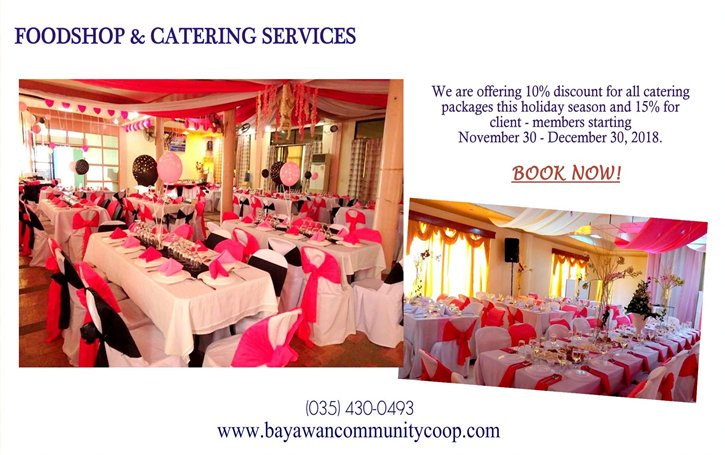 FOODSHOP & CATERING SERVICES
We are offering 10% discount for all catering
packages this holiday season and 15% for
client - members starting
November 30 - December 30, 2018.
BOOK NOW!
(035) 430-0493
www.bayawancommunitycoop.com